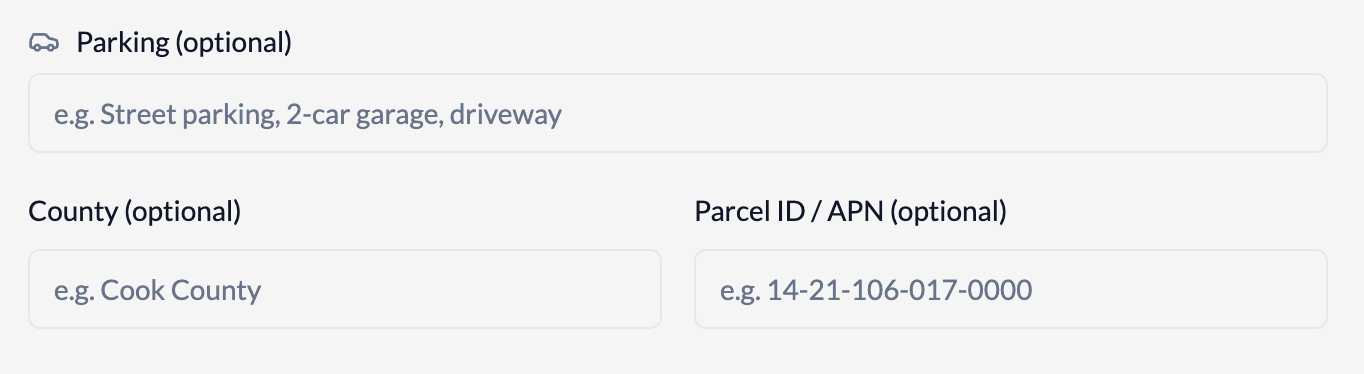 Parking (optional)
e.g. Street parking, 2-car garage, driveway
County (optional)
Parcel ID / APN (optional)
e.g. Cook County
e.g. 14-21-106-017-0000